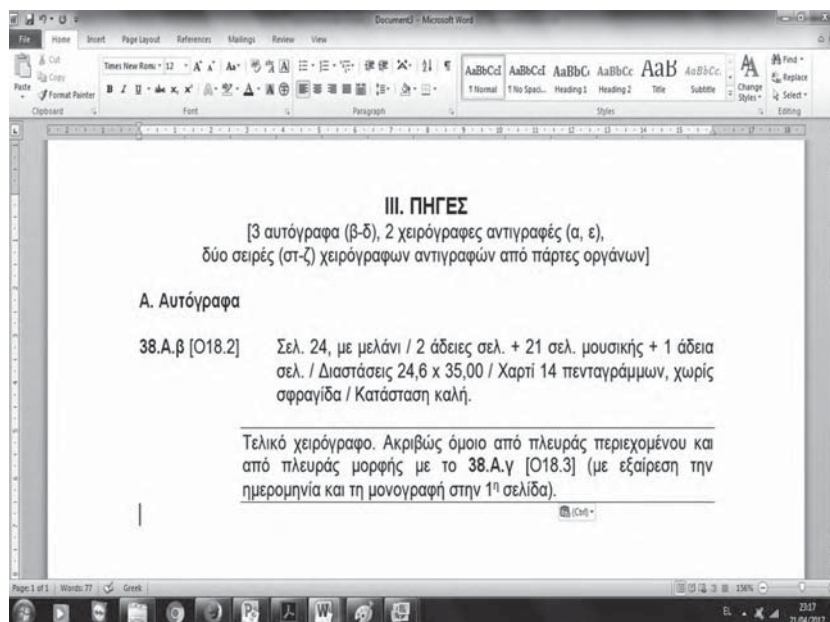 Document3 - Microsoft Word
File Home Insert Page Layout References Mailings Review View
Cut
Copy
Paste
Format Painter
Clipboard
Times New Roma 12
Font
Paragraph
AaBbCcI AaBbCcI AaBbC AaBbCc AaB AaBbCc.
¶ Normal ¶ No Spaci... Heading 1 Heading 2 Title Subtitle
Change Styles
Styles
Find
Replace
Select
Editing
III. ΠΗΓΕΣ
[3 αυτόγραφα (β-δ), 2 χειρόγραφες αντιγραφές (α, ε),
δύο σειρές (στ-ζ) χειρόγραφων αντιγραφών από πάρτες οργάνων]
Α. Αυτόγραφα
38.Α.β [Ο18.2] Σελ. 24, με μελάνι / 2 άδειες σελ. + 21 σελ. μουσικής + 1 άδεια
σελ. / Διαστάσεις 24,6 x 35,00 / Χαρτί 14 πενταγράμμων, χωρίς
σφραγίδα / Κατάσταση καλή.
Τελικό χειρόγραφο. Ακριβώς όμοιο από πλευράς περιεχομένου και
από πλευράς μορφής με το 38.Α.γ [Ο18.3] (με εξαίρεση την
ημερομηνία και τη μονογραφή στην 1η σελίδα).
(Ctrl)
Page: 1 of 1 Words: 77 Greek 156%
EL 23:17
21/04/2017